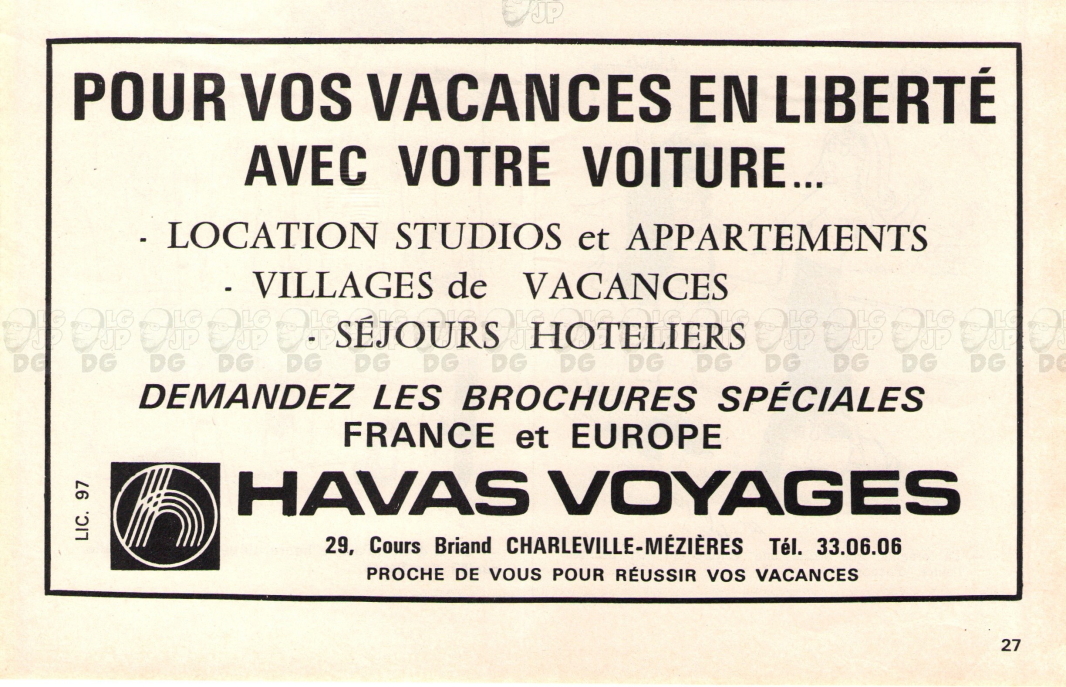 POUR VOS VACANCES EN LIBERTÉ
AVEC VOTRE VOITURE...
- LOCATION STUDIOS et APPARTEMENTS
- VILLAGES de VACANCES
- SÉJOURS HOTELIERS
DEMANDEZ LES BROCHURES SPÉCIALES
FRANCE et EUROPE
LIC. 97
HAVAS VOYAGES
29, Cours Briand CHARLEVILLE-MÉZIÈRES Tél. 33.06.06
PROCHE DE VOUS POUR RÉUSSIR VOS VACANCES
27